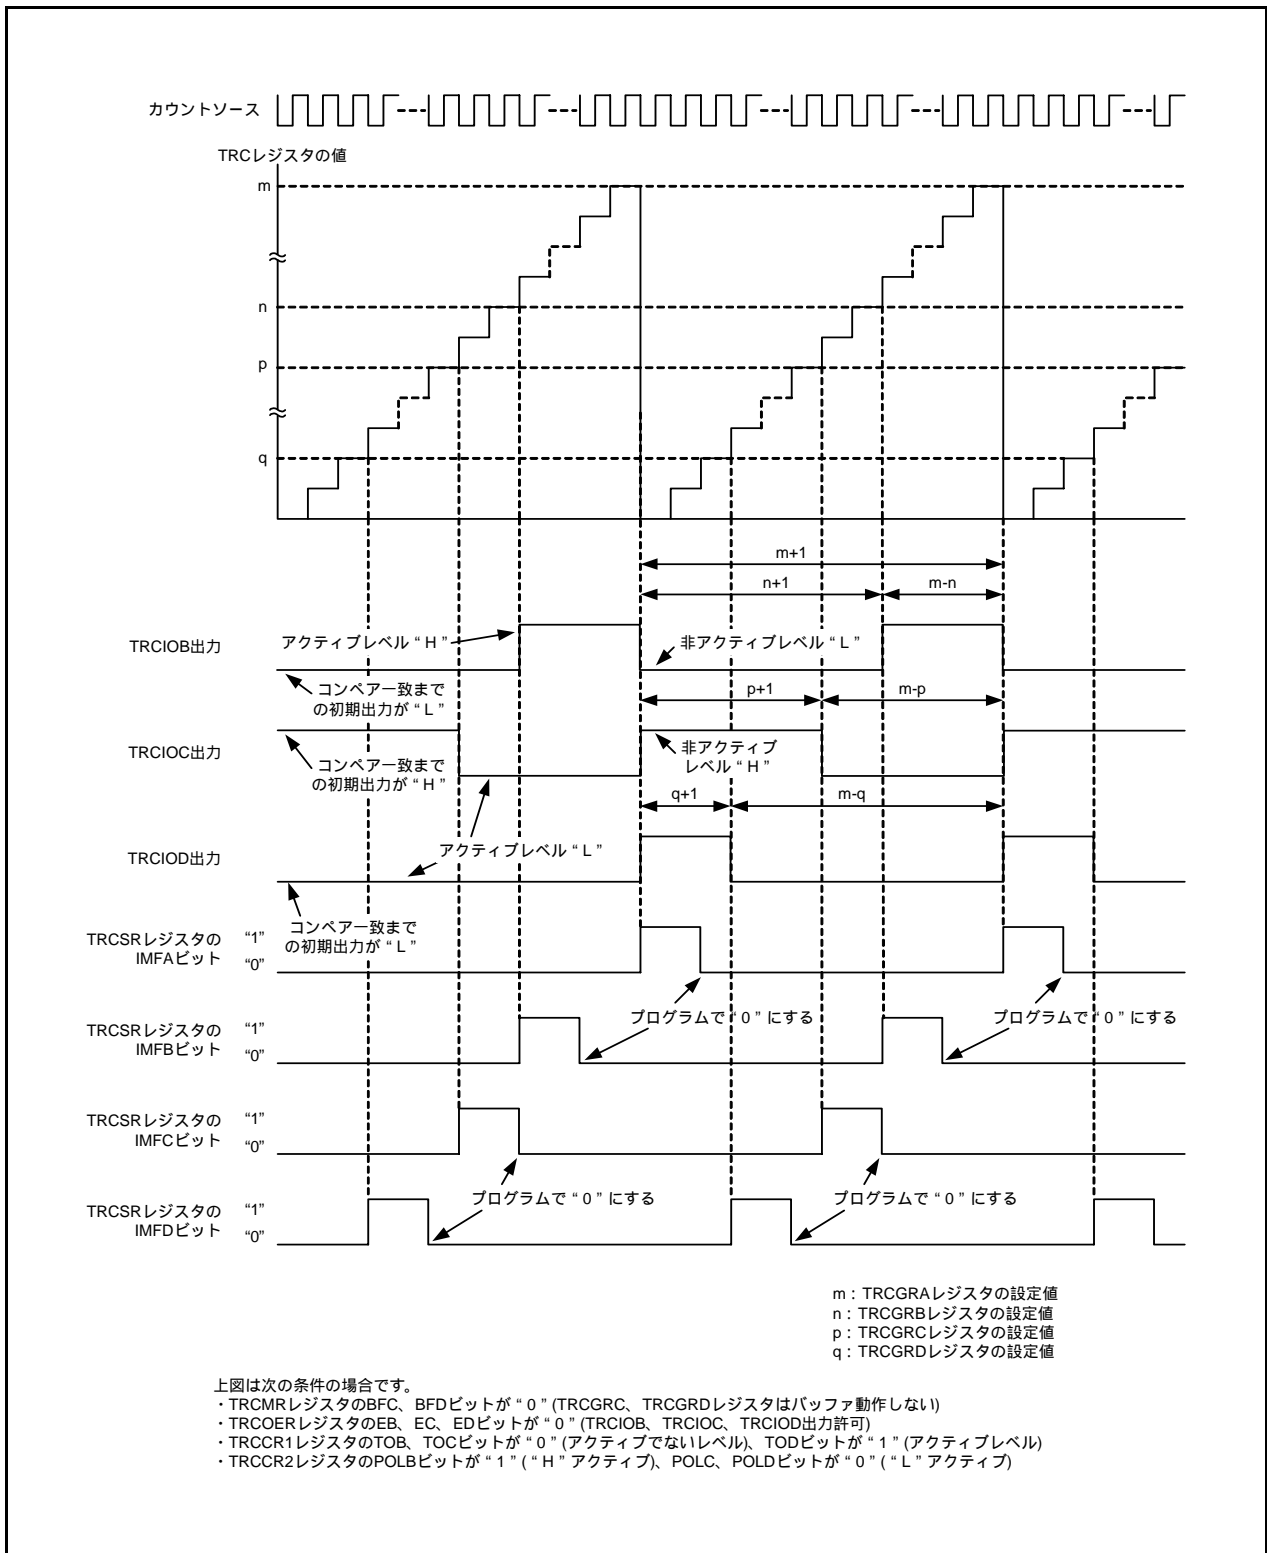 カウントソース
TRCレジスタの値
m
n
p
q
m+1
n+1
m-n
TRCIOB出力
アクティブレベル “ H ”
非アクティブレベル “ L ”
コンペア一致まで
の初期出力が “ L ”
p+1
m-p
TRCIOC出力
コンペア一致まで
の初期出力が “ H ”
非アクティブ
レベル “ H ”
q+1
m-q
TRCIOD出力
アクティブレベル “ L ”
コンペア一致まで
の初期出力が “ L ”
TRCSRレジスタの
IMFAビット
“1”
“0”
プログラムで “ 0 ” にする
プログラムで “ 0 ” にする
TRCSRレジスタの
IMFBビット
“1”
“0”
TRCSRレジスタの
IMFCビット
“1”
“0”
プログラムで “ 0 ” にする
プログラムで “ 0 ” にする
TRCSRレジスタの
IMFDビット
“1”
“0”
m : TRCGRAレジスタの設定値
n : TRCGRBレジスタの設定値
p : TRCGRCレジスタの設定値
q : TRCGRDレジスタの設定値
上図は次の条件の場合です。
・TRCMRレジスタのBFC、BFDビットが “ 0 ” (TRCGRC、TRCGRDレジスタはバッファ動作しない)
・TRCOERレジスタのEB、EC、EDビットが “ 0 ” (TRCIOB、TRCIOC、TRCIOD出力許可)
・TRCCR1レジスタのTOB、TOCビットが “ 0 ” (アクティブでないレベル)、TODビットが “ 1 ” (アクティブレベル)
・TRCCR2レジスタのPOLBビットが “ 1 ” ( “ H ” アクティブ)、POLC、POLDビットが “ 0 ” ( “ L ” アクティブ)